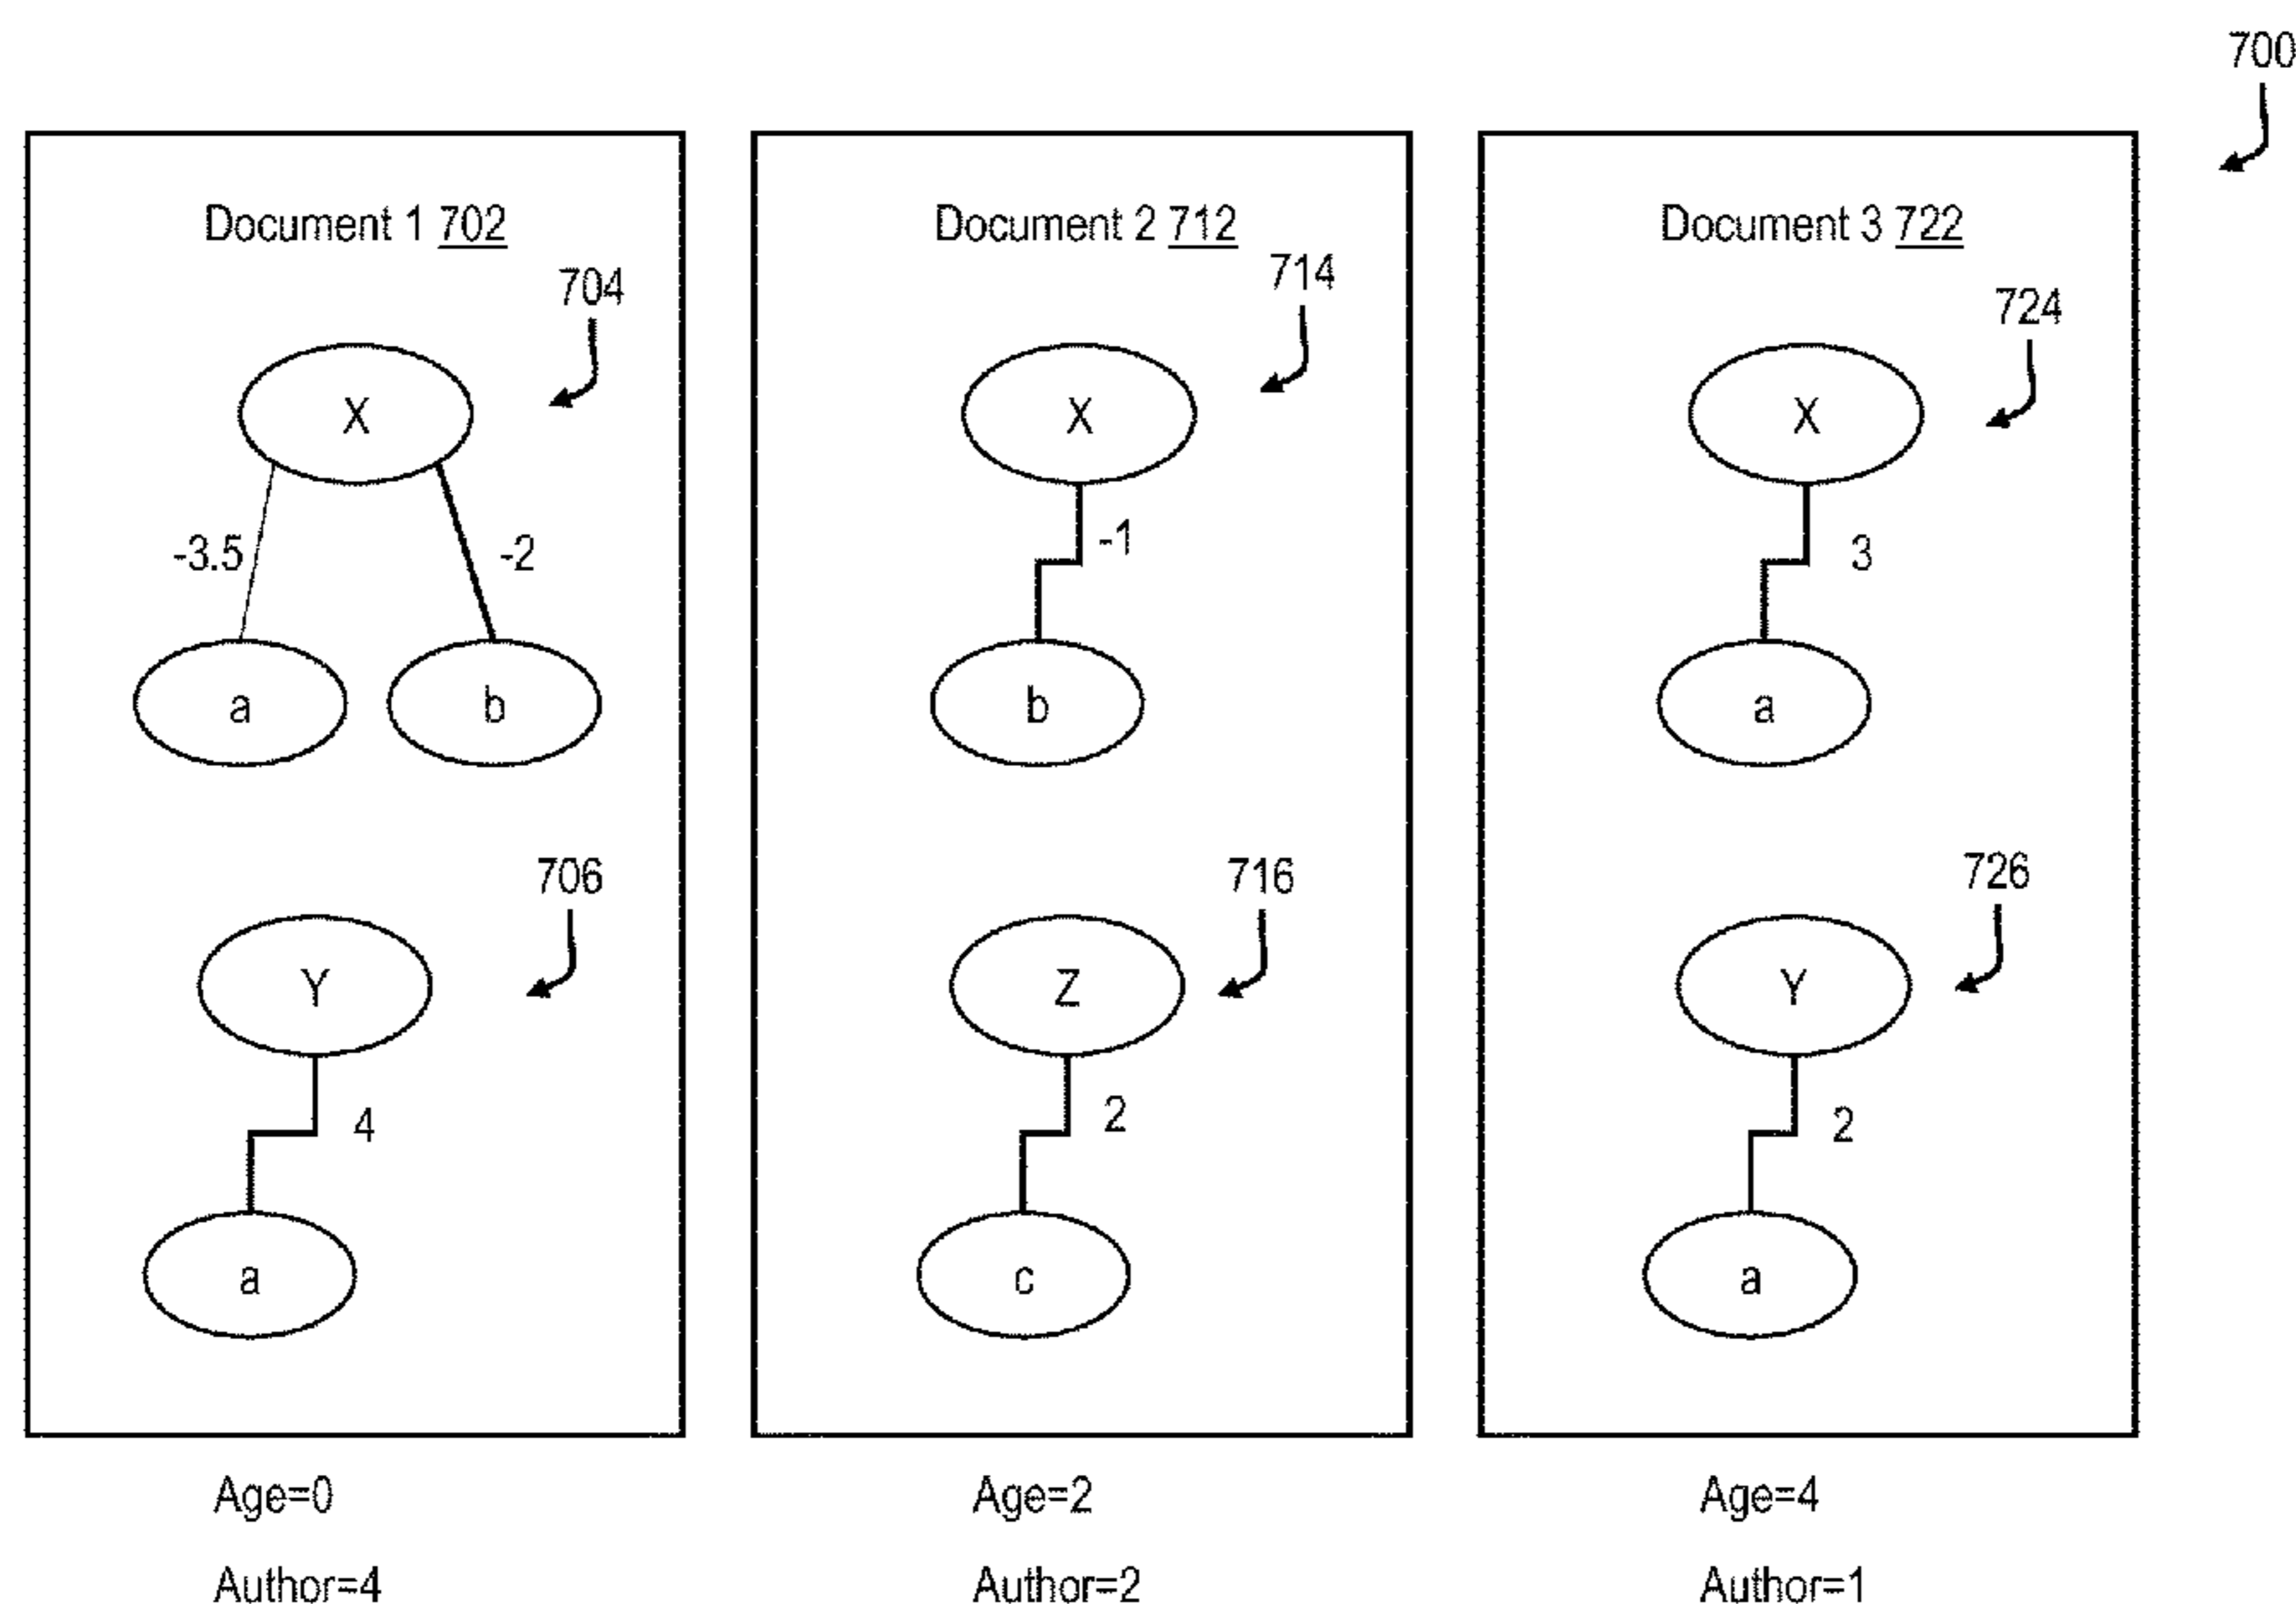 700
Document 1 702
704
X
-3.5
-2
a
b
706
Y
4
a
Age=0
Author=4
Document 2 712
714
X
-1
b
716
Z
2
c
Age=2
Author=2
Document 3 722
724
X
3
a
726
Y
2
a
Age=4
Author=1